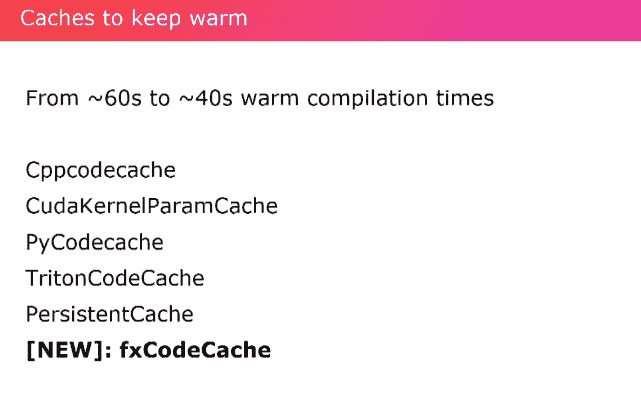 Caches to keep warm
From ~60s to ~40s warm compilation times
Cppcodecache
CudaKernelParamCache
PyCodecache
TritonCodeCache
PersistentCache
[NEW]: fxCodeCache